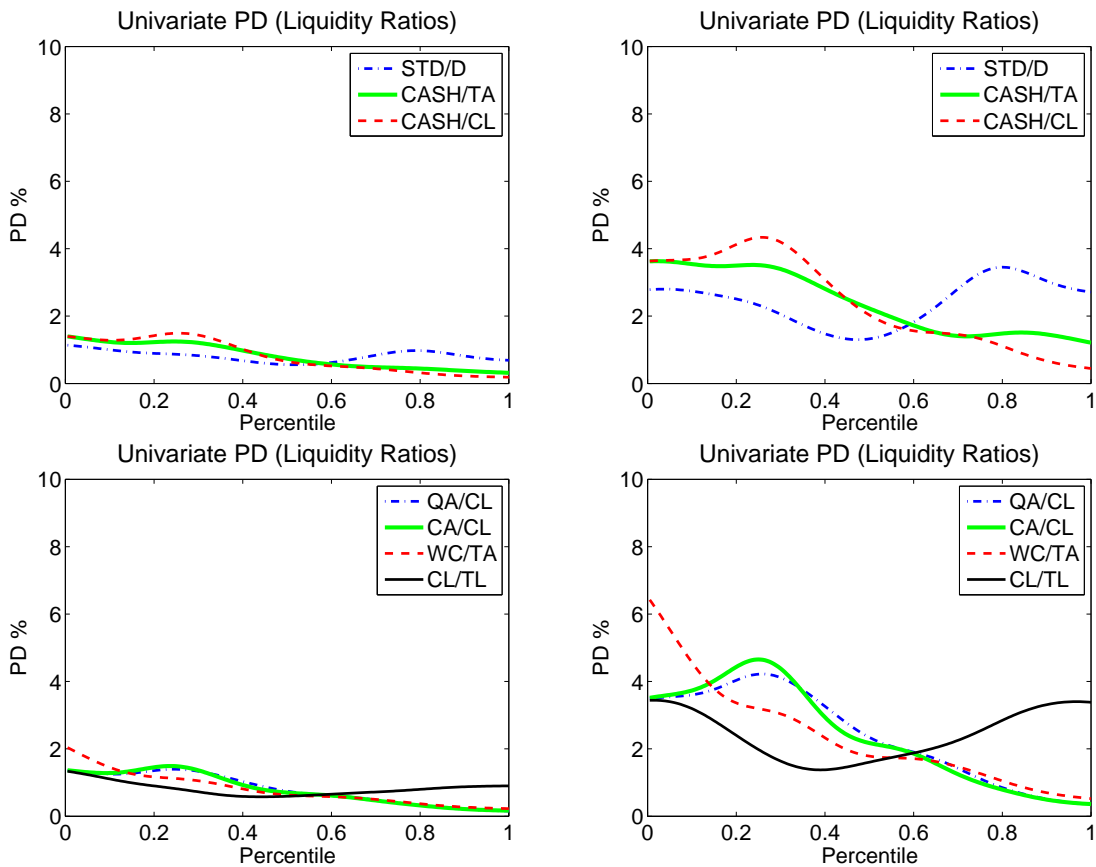 Univariate PD (Liquidity Ratios)
10
8
6
4
2
0
PD %
STD/D
CASH/TA
CASH/CL
0 0.2 0.4 0.6 0.8 1
Percentile
Univariate PD (Liquidity Ratios)
10
8
6
4
2
0
PD %
STD/D
CASH/TA
CASH/CL
0 0.2 0.4 0.6 0.8 1
Percentile
Univariate PD (Liquidity Ratios)
10
8
6
4
2
0
PD %
QA/CL
CA/CL
WC/TA
CL/TL
0 0.2 0.4 0.6 0.8 1
Percentile
Univariate PD (Liquidity Ratios)
10
8
6
4
2
0
PD %
QA/CL
CA/CL
WC/TA
CL/TL
0 0.2 0.4 0.6 0.8 1
Percentile